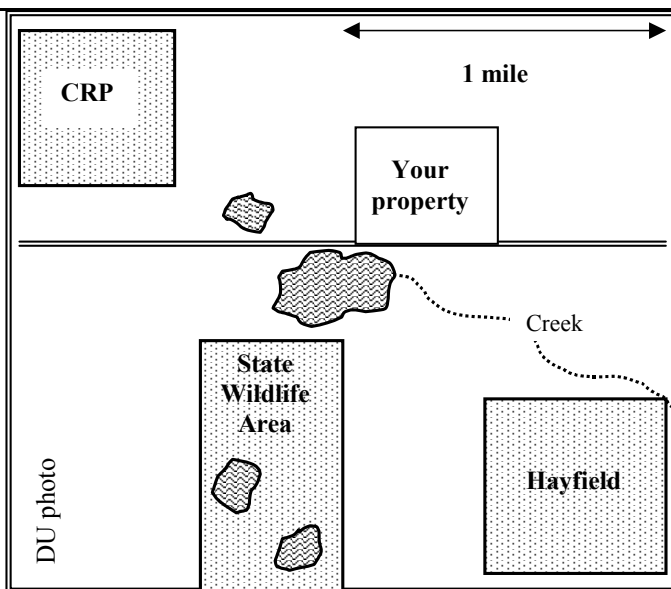 CRP
1 mile
Your
property
Creek
State
Wildlife
Area
Hayfield
DU photo